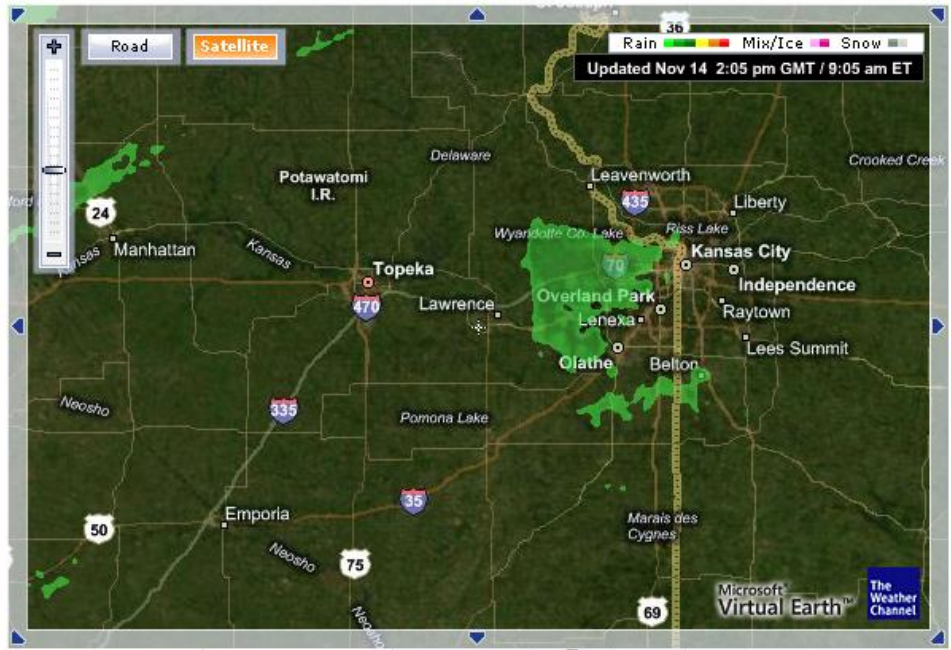 36
Road
Satellite
Rain
Mix/Ice
Snow
Updated Nov 14 2:05 pm GMT / 9:05 am ET
Delaware
Crooked Creek
Potawatomi
I.R.
Leavenworth
435
Liberty
24
Wyandotte Co. Lake
Riss Lake
Manhattan
Kansas
Kansas
Kansas City
70
Topeka
Independence
470
Lawrence
Overland Park
Raytown
Lenexa
Lees Summit
Olathe
Belton
Neosho
335
Pomona Lake
35
Emporia
50
Marais des
Cygnes
Neosho
75
Microsoft
Virtual Earth™
The
Weather
Channel
69
Neosho